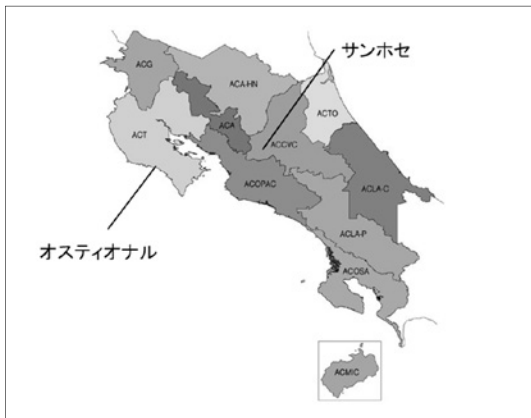 サンホセ
ACG
ACA-HN
ACTO
ACA
ACT
ACCVC
ACOPAC
ACLA-C
オスティオナル
ACLA-P
ACOSA
ACMIC